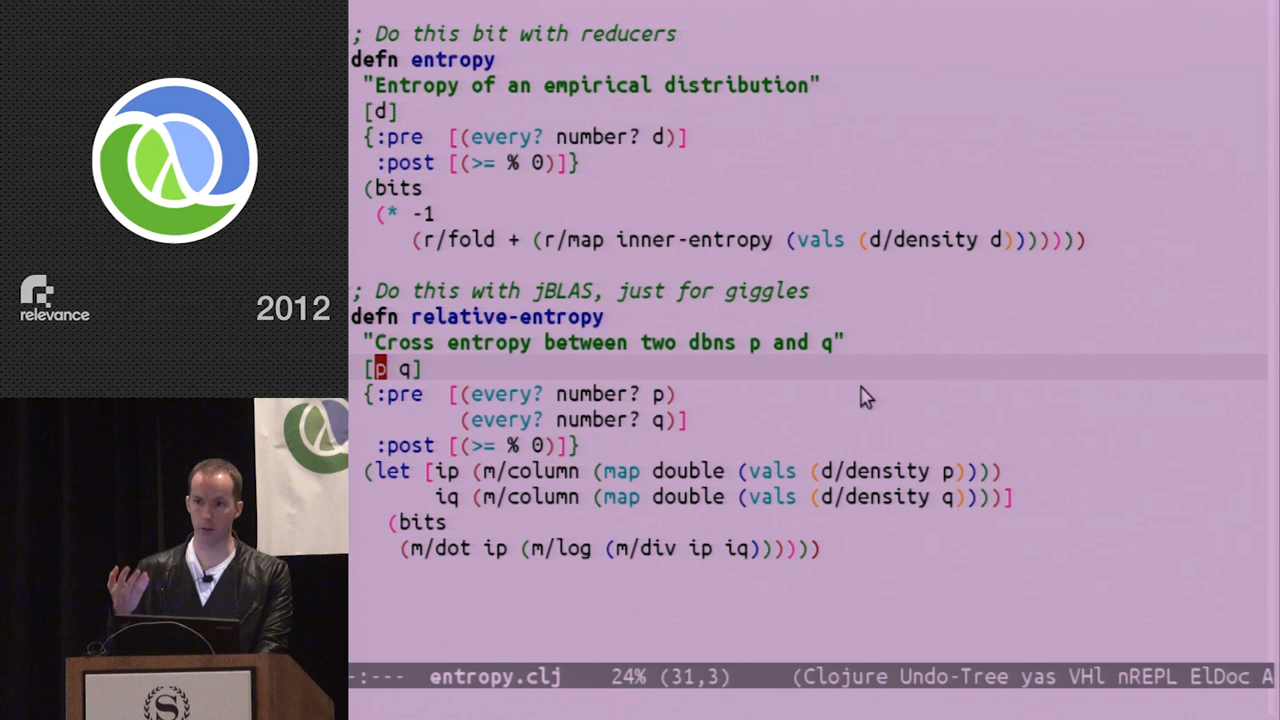 relevance
2012
; Do this bit with reducers
defn entropy
"Entropy of an empirical distribution"
[d]
{:pre [(every? number? d)]
:post [(>= % 0)]}
(bits
(* -1
(r/fold + (r/map inner-entropy (vals (d/density d)))))))
; Do this with jBLAS, just for giggles
defn relative-entropy
"Cross entropy between two dbns p and q"
[p q]
{:pre [(every? number? p)
(every? number? q)]
:post [(>= % 0)]}
(let [ip (m/column (map double (vals (d/density p))))
iq (m/column (map double (vals (d/density q))))]
(bits
(m/dot ip (m/log (m/div ip iq))))))
-:--- entropy.clj 24% (31,3) (Clojure Undo-Tree yas VHl nREPL ElDoc A
S